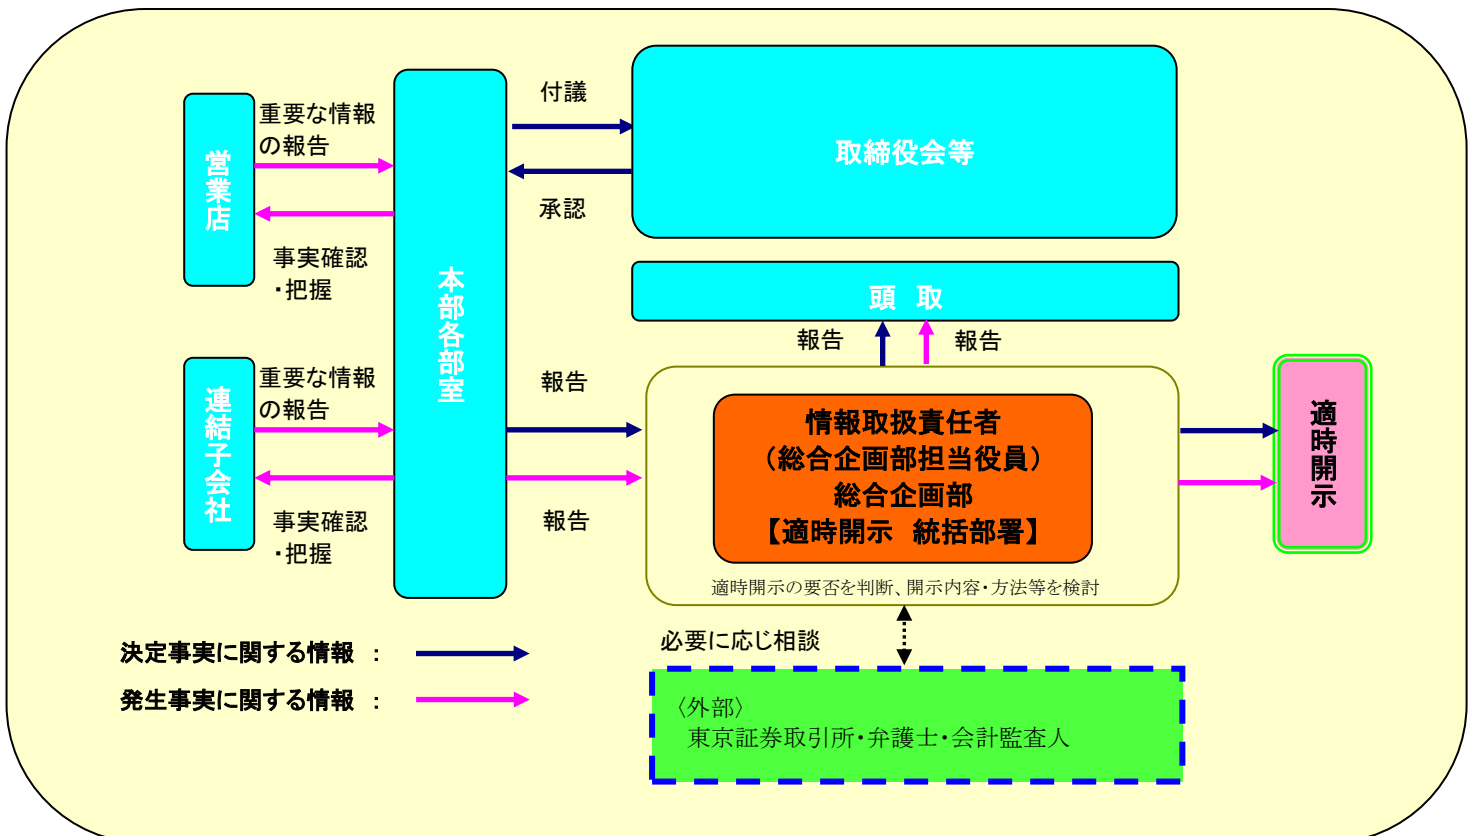 付議
取締役会等
承認
重要な情報
の報告
営業店
事実確認
・把握
本部各部室
頭　取
報告
報告
重要な情報
の報告
連結子会社
事実確認
・把握
報告
報告
情報取扱責任者
（総合企画部担当役員）
総合企画部
【適時開示　統括部署】
適時開示の要否を判断、開示内容・方法等を検討
適時開示
必要に応じ相談
決定事実に関する情報　：
発生事実に関する情報　：
〈外部〉
東京証券取引所・弁護士・会計監査人